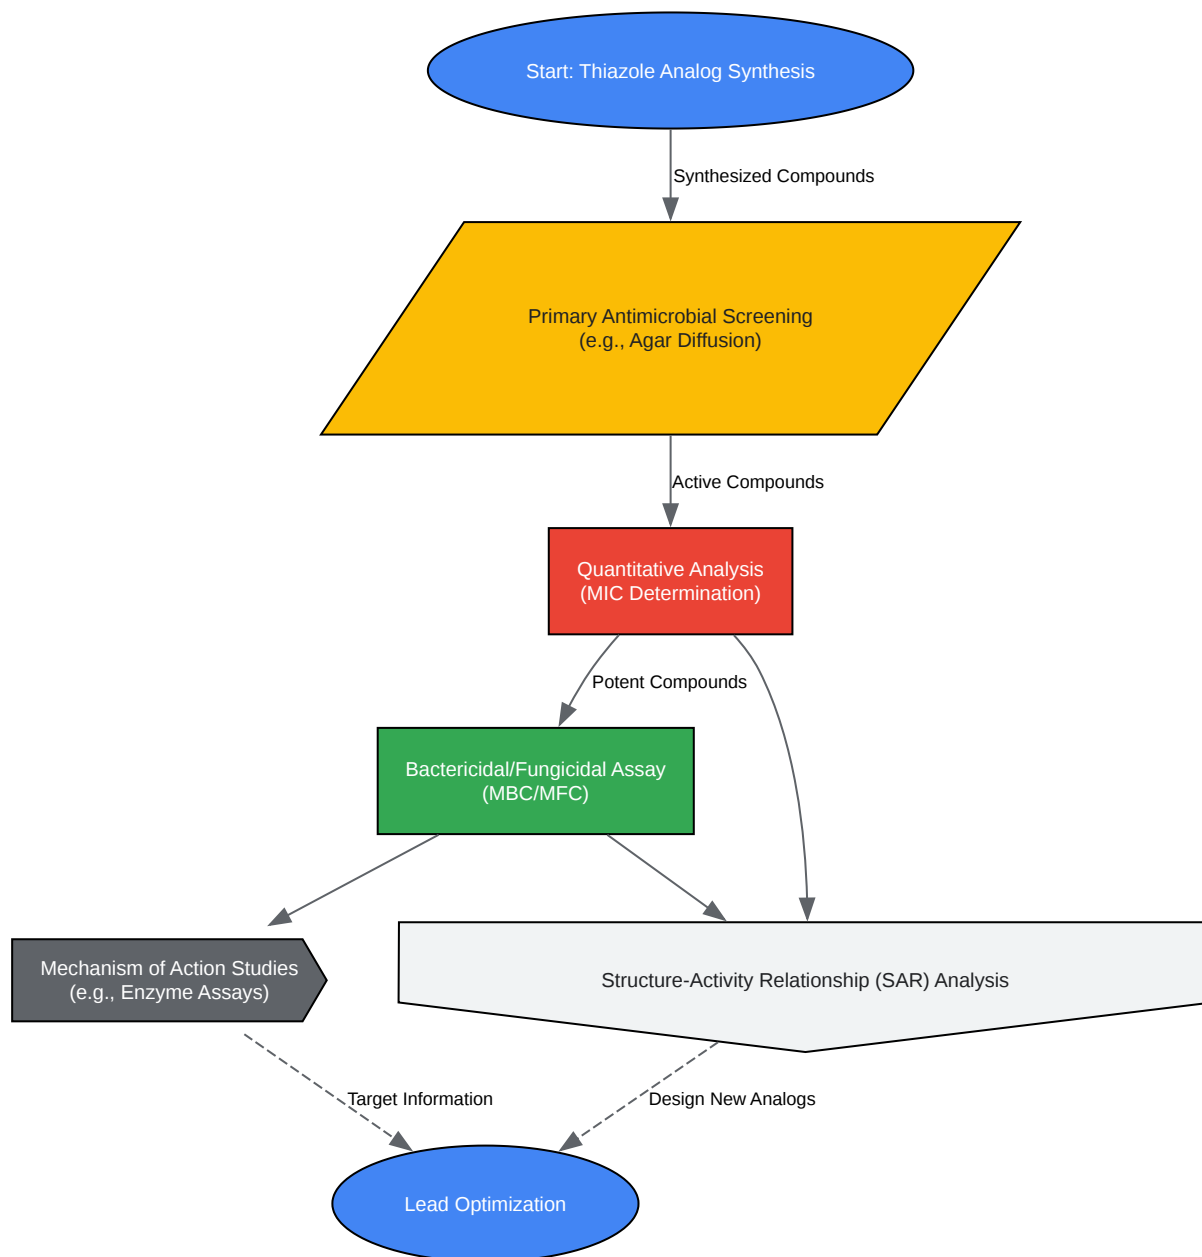 Start: Thiazole Analog Synthesis
Synthesized Compounds
Primary Antimicrobial Screening
(e.g., Agar Diffusion)
Active Compounds
Quantitative Analysis
(MIC Determination)
Potent Compounds
Bactericidal/Fungicidal Assay
(MBC/MFC)
Mechanism of Action Studies
(e.g., Enzyme Assays)
Structure-Activity Relationship (SAR) Analysis
Target Information
Design New Analogs
Lead Optimization